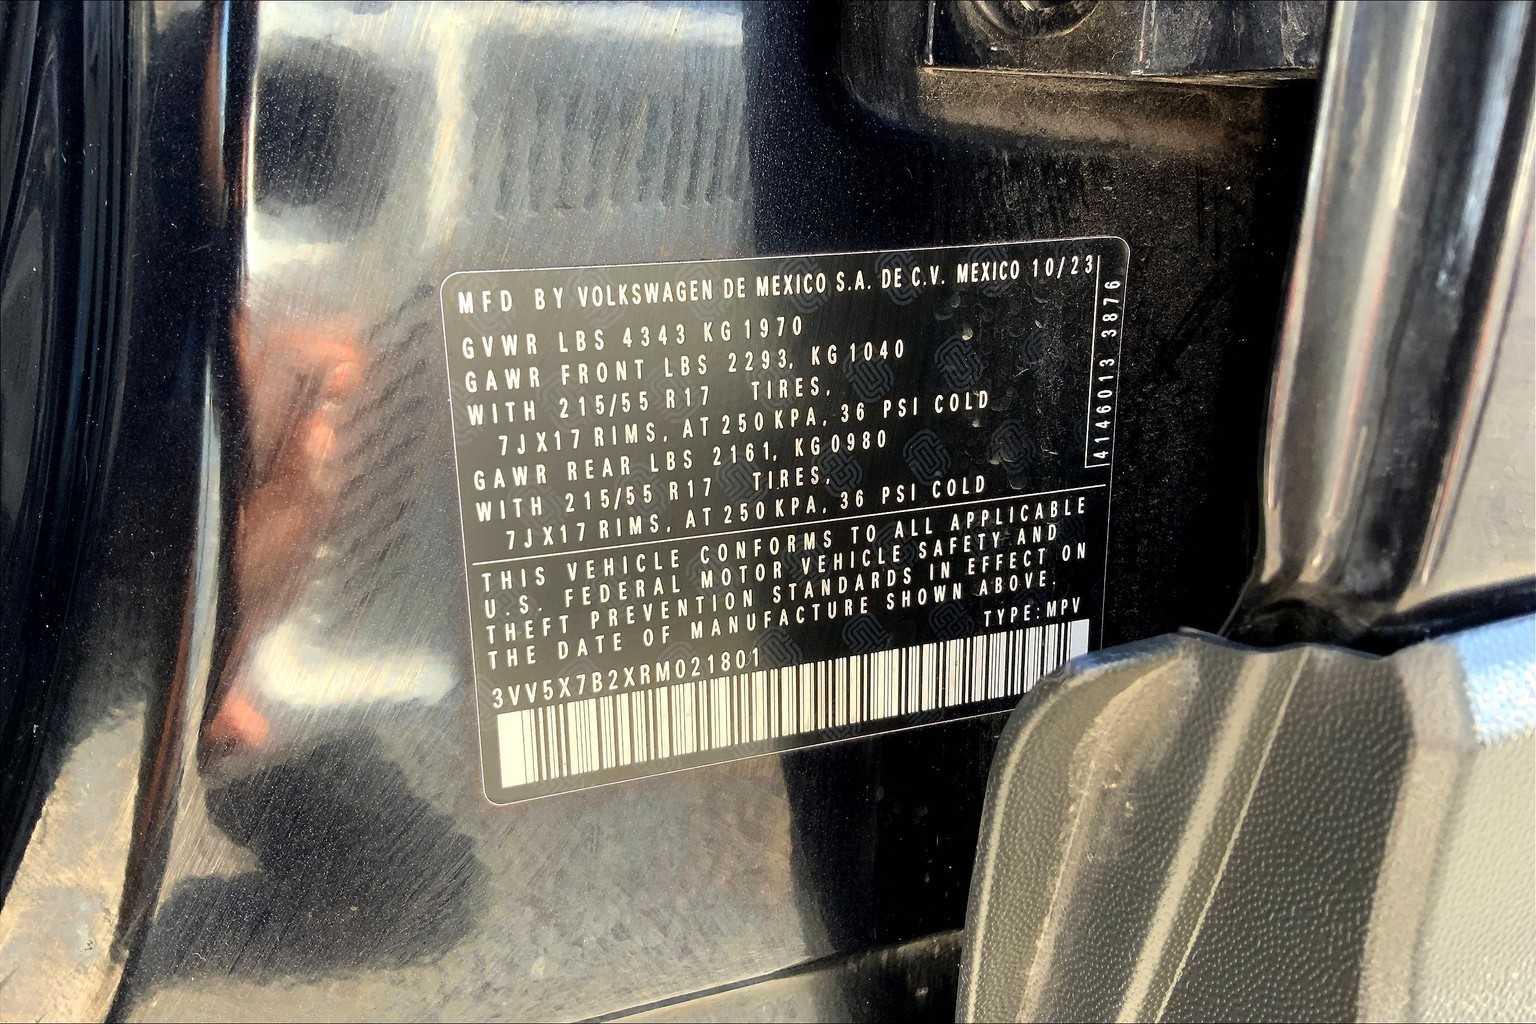 MFD BY VOLKSWAGEN DE MEXICO S.A. DE C.V. MEXICO 10/23
GVWR LBS 4343 KG 1970
GAWR FRONT LBS 2293, KG 1040
WITH 215/55 R17 TIRES,
7JX17 RIMS, AT 250 KPA, 36 PSI COLD
GAWR REAR LBS 2161, KG 0980
WITH 215/55 R17 TIRES,
7JX17 RIMS, AT 250 KPA, 36 PSI COLD
THIS VEHICLE CONFORMS TO ALL APPLICABLE
U.S. FEDERAL MOTOR VEHICLE SAFETY AND
THEFT PREVENTION STANDARDS IN EFFECT ON
THE DATE OF MANUFACTURE SHOWN ABOVE.
TYPE:MPV
3VV5X7B2XRM021801
4146013 3876